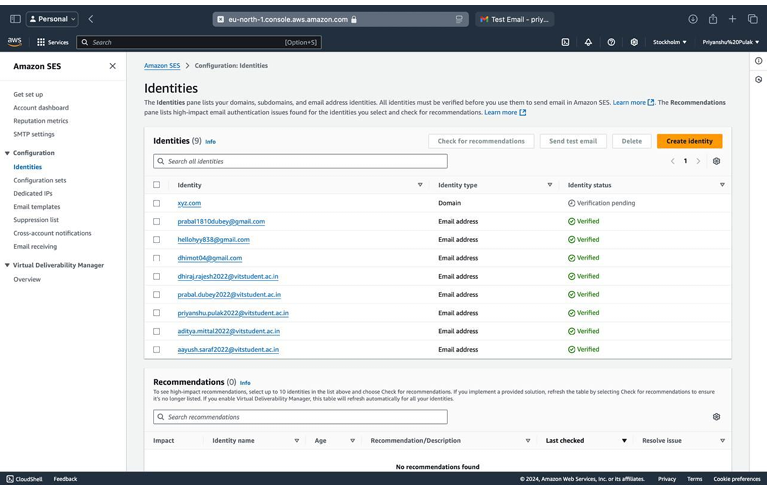 Personal
eu-north-1.console.aws.amazon.com
Test Email - priy...
aws
Services
Search
[Option+S]
Stockholm
Priyanshu%20Pulak
Amazon SES
Get set up
Account dashboard
Reputation metrics
SMTP settings
Configuration
Identities
Configuration sets
Dedicated IPs
Email templates
Suppression list
Cross-account notifications
Email receiving
Virtual Deliverability Manager
Overview
Amazon SES > Configuration: Identities
Identities
The Identities pane lists your domains, subdomains, and email address identities. All identities must be verified before you use them to send email in Amazon SES. Learn more. The Recommendations
pane lists high-impact email authentication issues found for the identities you select and check for recommendations. Learn more
Identities (9) Info
Check for recommendations
Send test email
Delete
Create identity
Search all identities
1
Identity Identity type Identity status
xyz.com Domain Verification pending
prabal1810dubey@gmail.com Email address Verified
hellohyy838@gmail.com Email address Verified
dhimot04@gmail.com Email address Verified
dhiraj.rajesh2022@vitstudent.ac.in Email address Verified
prabal.dubey2022@vitstudent.ac.in Email address Verified
priyanshu.pulak2022@vitstudent.ac.in Email address Verified
aditya.mittal2022@vitstudent.ac.in Email address Verified
aayush.saraf2022@vitstudent.ac.in Email address Verified
Recommendations (0) Info
To see high-impact recommendations, select up to 10 identities in the list above and choose Check for recommendations. If you implement a provided solution, refresh the table by selecting Check for recommendations to ensure
it's no longer listed. If you enable Virtual Deliverability Manager, this table will refresh automatically for all your identities.
Search recommendations
Impact Identity name Age Recommendation/Description Last checked Resolve issue
No recommendations found
CloudShell Feedback
© 2024, Amazon Web Services, Inc. or its affiliates. Privacy Terms Cookie preferences